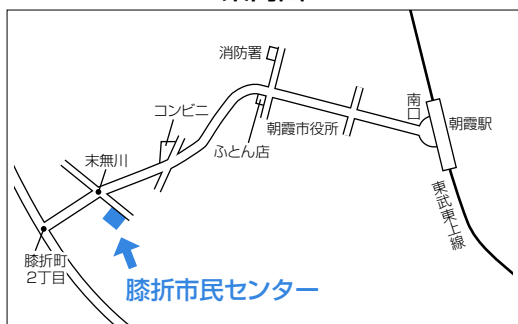 消防署
コンビニ
南口
朝霞駅
朝霞市役所
ふとん店
末無川
東武東上線
膝折町
2丁目
膝折市民センター